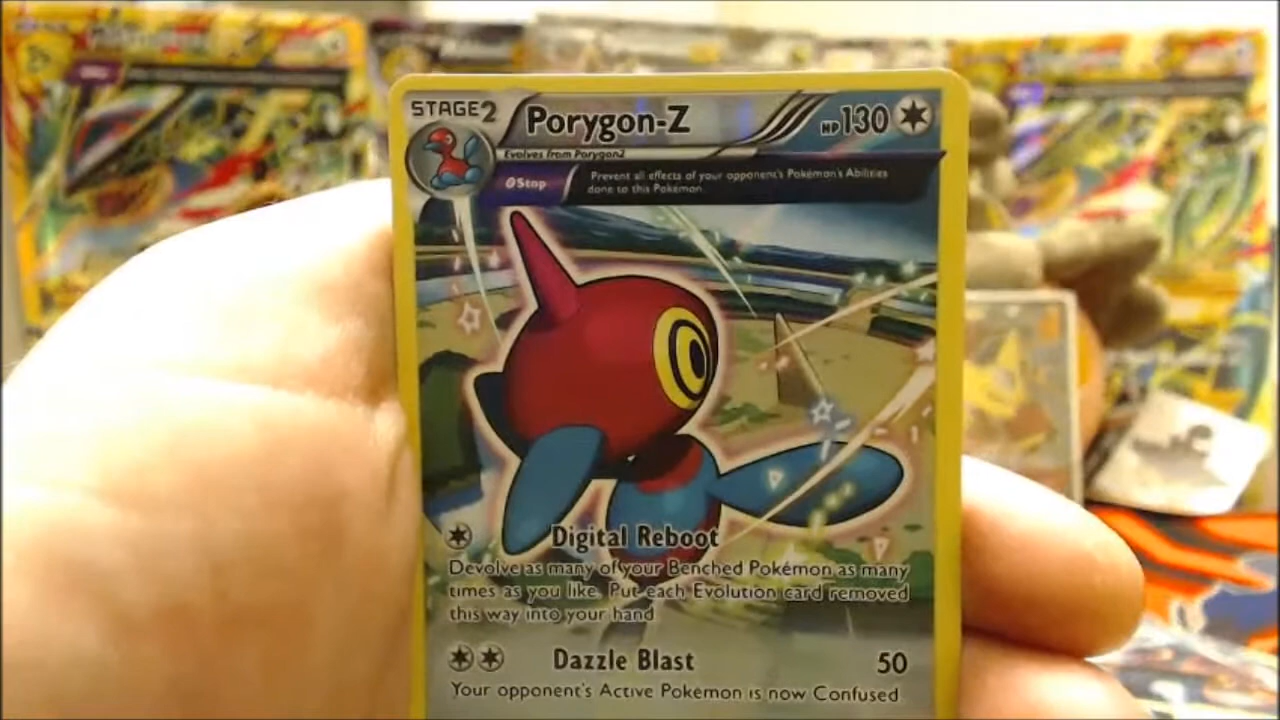 STAGE2 Porygon-Z HP130
Evolves from Porygon2
θStop Prevent all effects of your opponent's Pokémon's Abilities
done to this Pokémon.
Digital Reboot
Devolve as many of your Benched Pokémon as many
times as you like. Put each Evolution card removed
this way into your hand
Dazzle Blast 50
Your opponent's Active Pokémon is now Confused